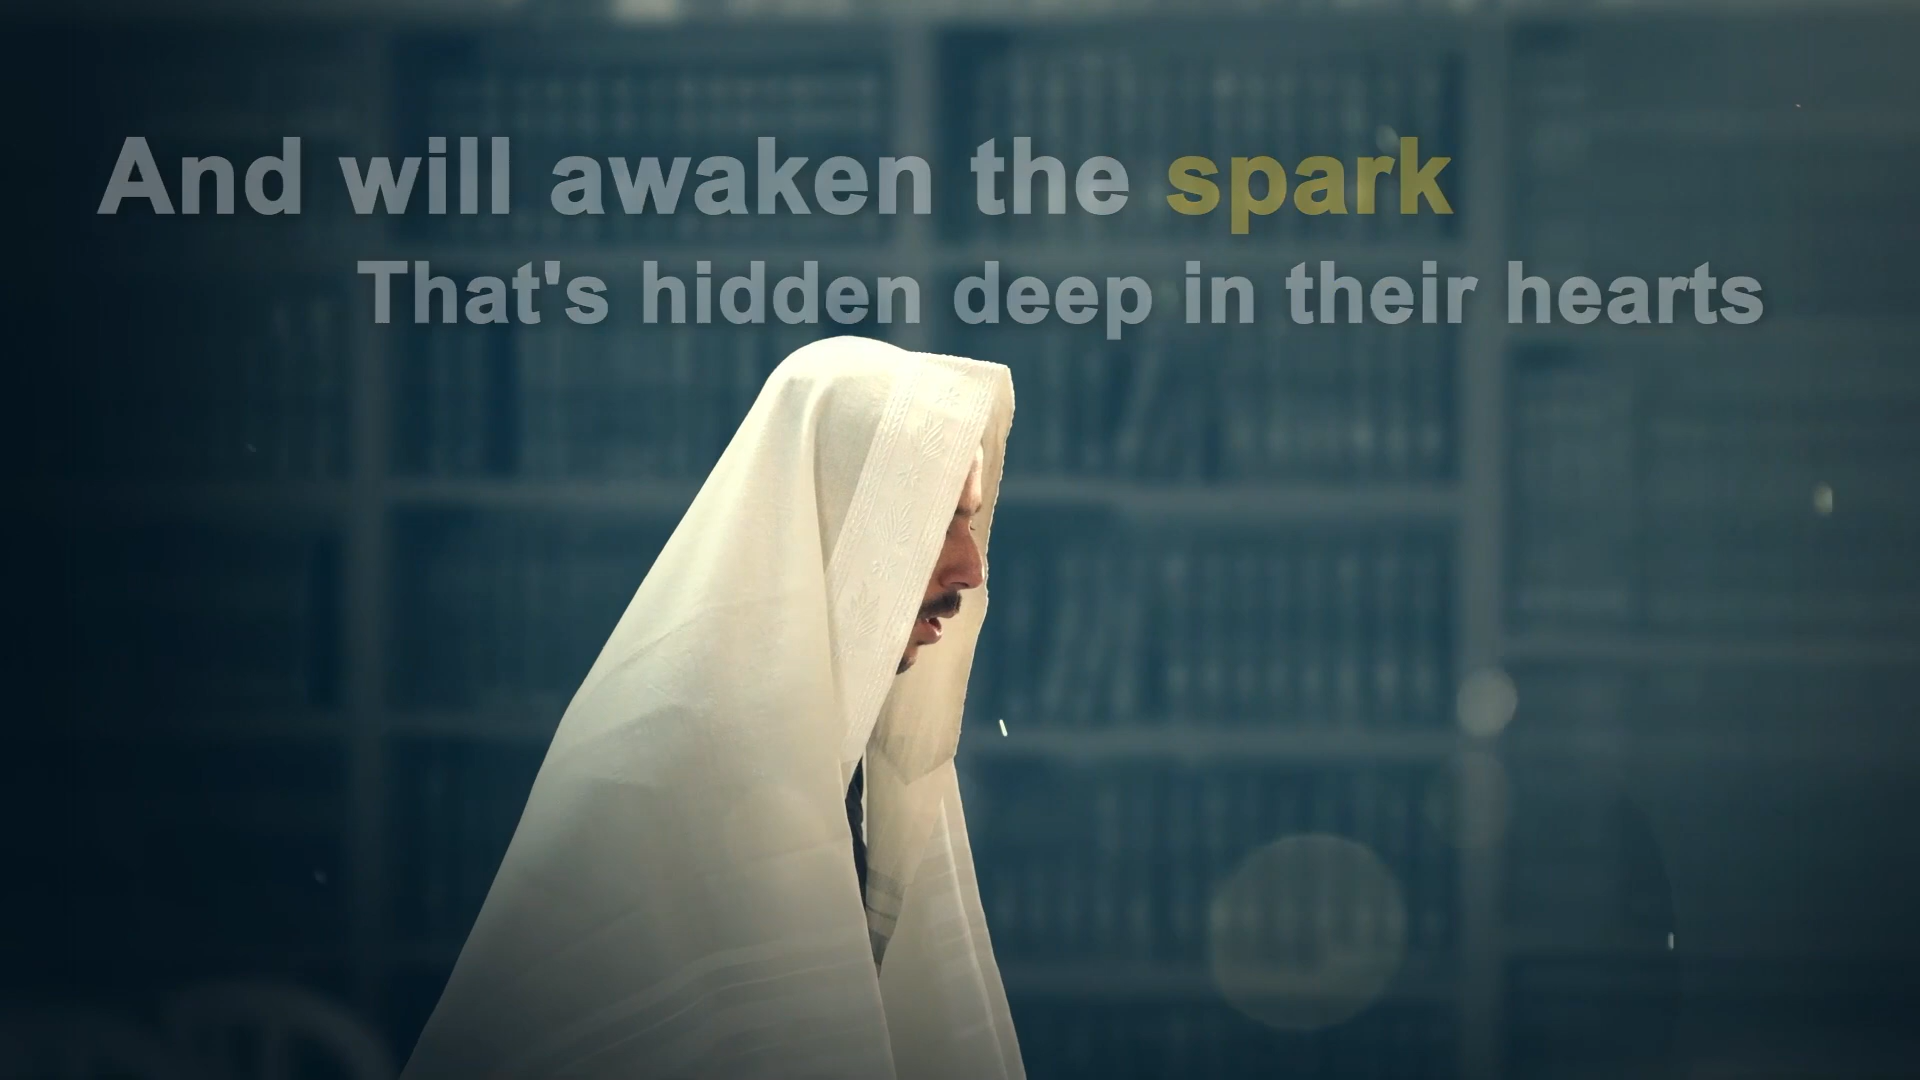 And will awaken the spark
That's hidden deep in their hearts